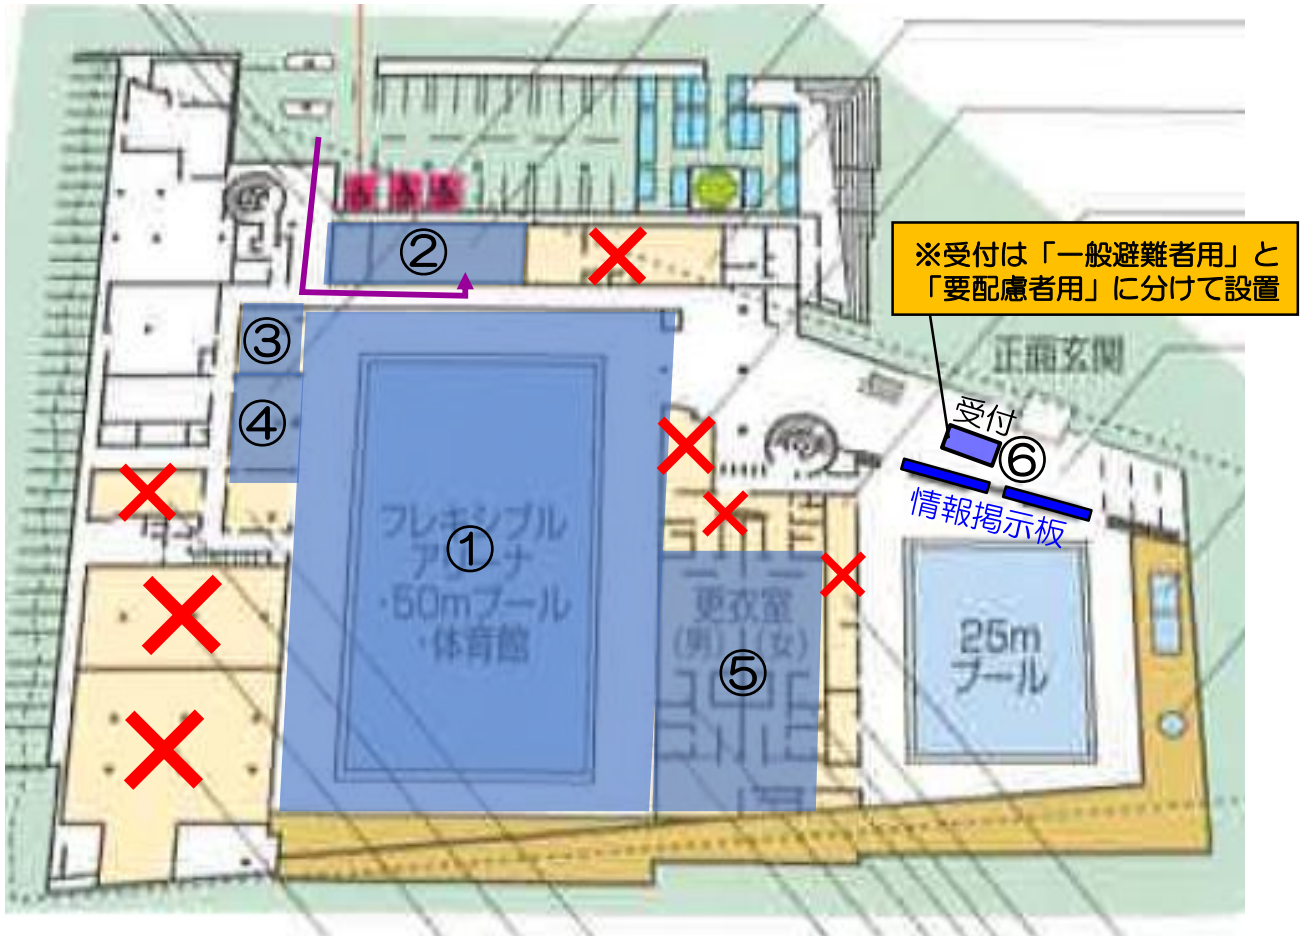 ②
※受付は「一般避難者用」と
「要配慮者用」に分けて設置
③
正面玄関
④
受付
⑥
情報掲示板
フレキシブル
アリーナ
①
・50mプール
・体育館
更衣室
(男)(女)
⑤
25m
プール